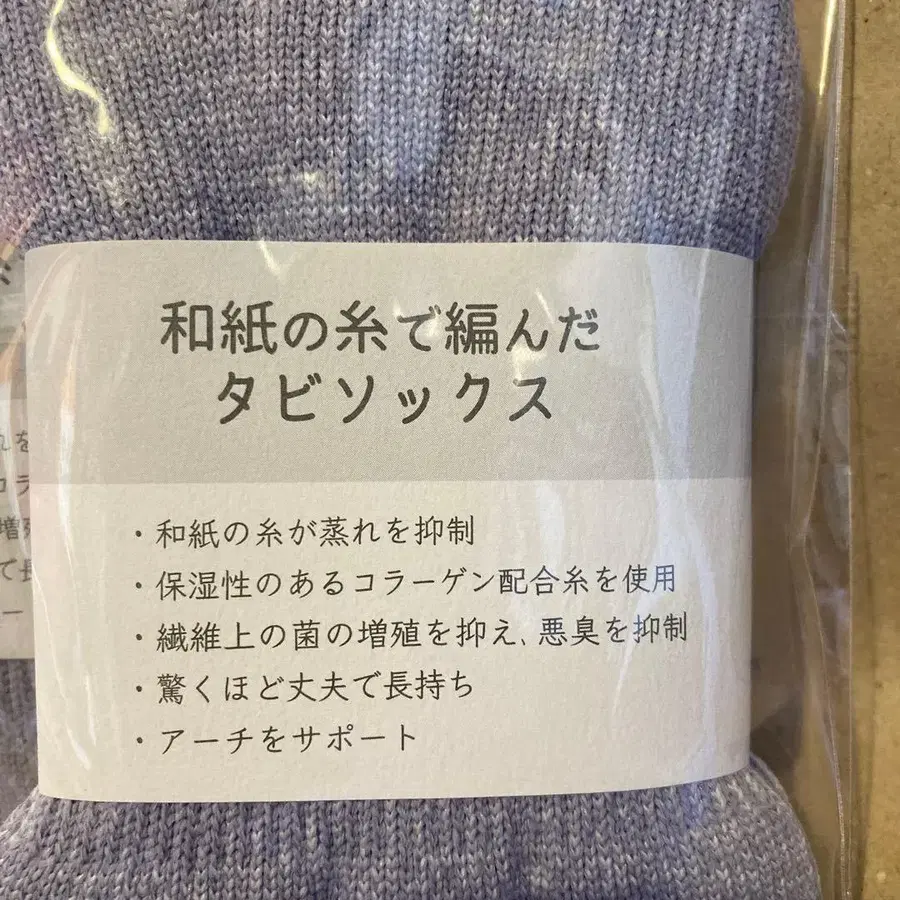 和紙の糸で編んだ
タビソックス
・和紙の糸が蒸れを抑制
・保湿性のあるコラーゲン配合糸を使用
・繊維上の菌の増殖を抑え、悪臭を抑制
・驚くほど丈夫で長持ち
・アーチをサポート